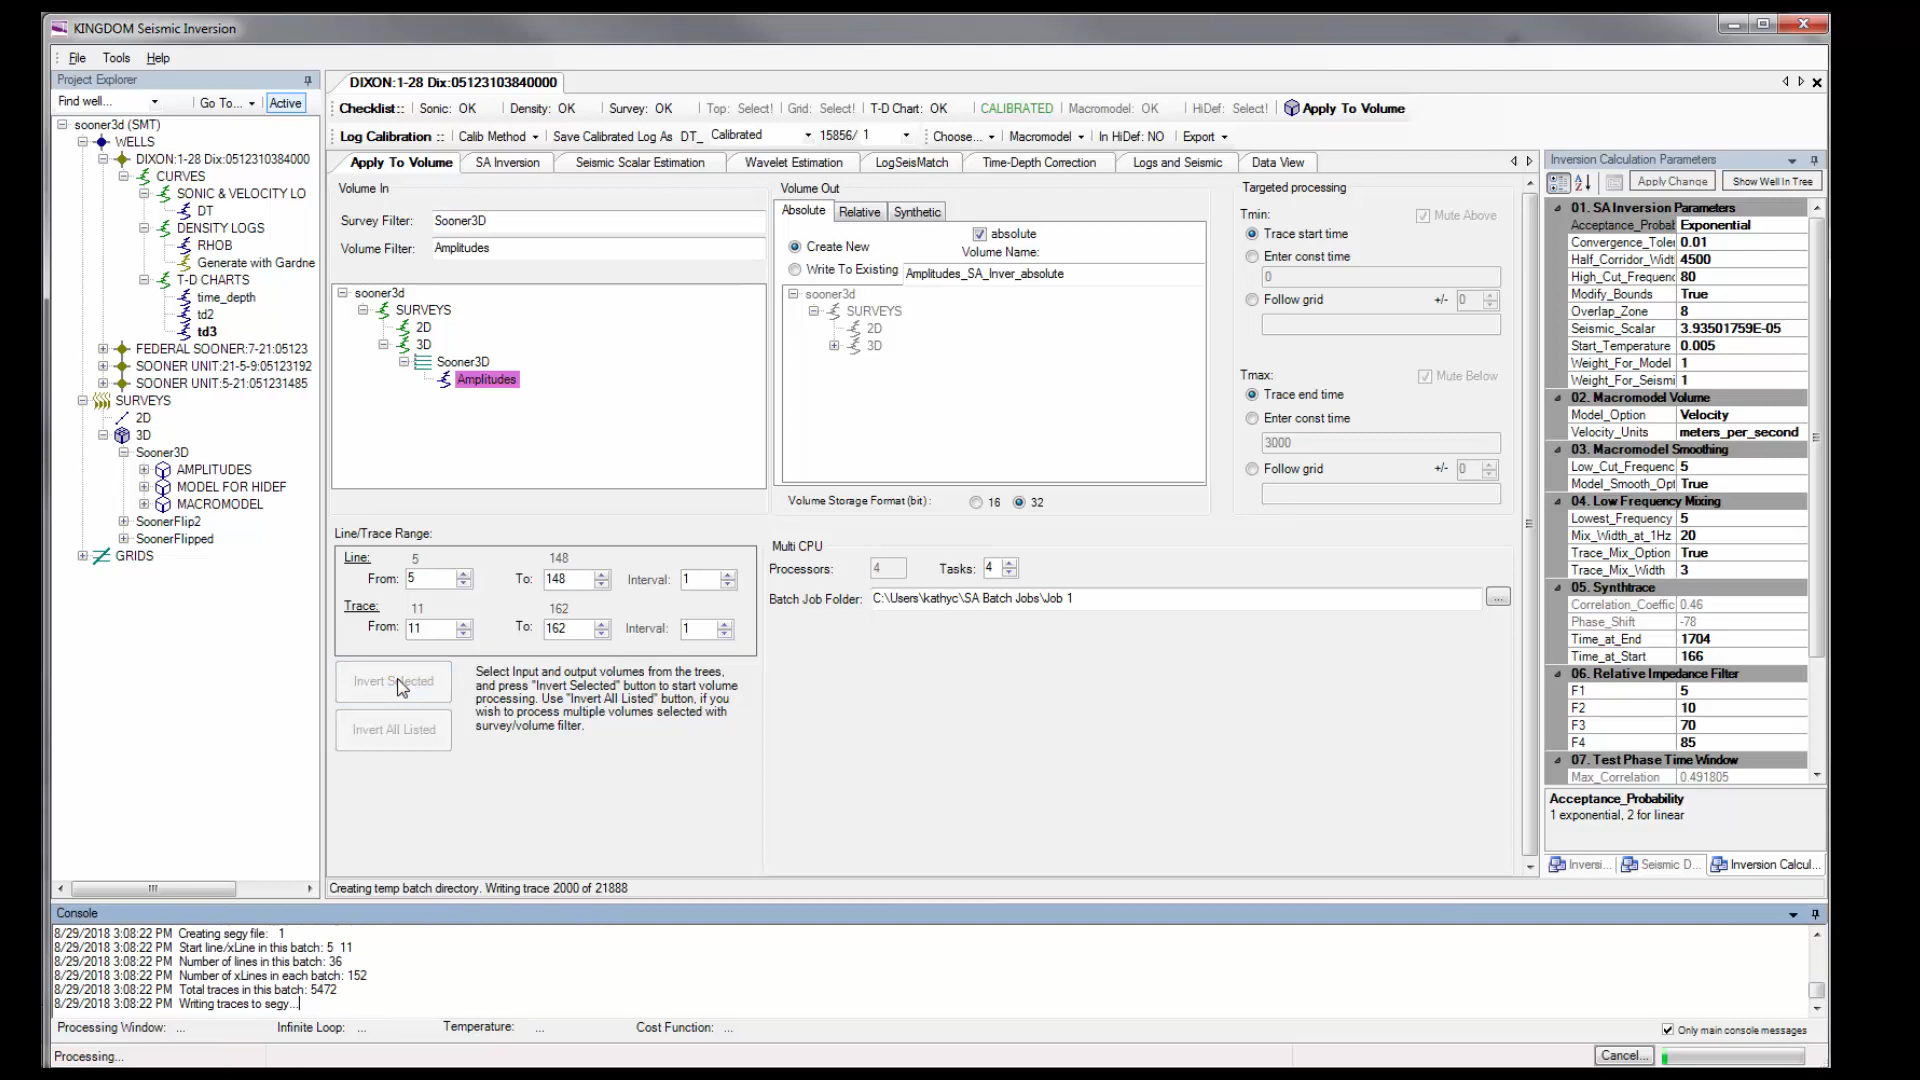 KINGDOM Seismic Inversion
File Tools Help
Project Explorer
Find well... Go To... Active
sooner3d (SMT)
WELLS
DIXON:1-28 Dix:0512310384000
CURVES
SONIC & VELOCITY LO
DT
DENSITY LOGS
RHOB
Generate with Gardne
T-D CHARTS
time_depth
td2
td3
FEDERAL SOONER:7-21:05123
SOONER UNIT:21-5-9:05123192
SOONER UNIT:5-21:051231485
SURVEYS
2D
3D
Sooner3D
AMPLITUDES
MODEL FOR HIDEF
MACROMODEL
SoonerFlip2
SoonerFlipped
GRIDS
DIXON:1-28 Dix:05123103840000
Checklist:: Sonic: OK Density: OK Survey: OK Top: Select! Grid: Select! T-D Chart: OK CALIBRATED Macromodel: OK HiDef: Select! Apply To Volume
Log Calibration :: Calib Method Save Calibrated Log As DT_ Calibrated 15856/ 1 Choose... Macromodel In HiDef: NO Export
Apply To Volume SA Inversion Seismic Scalar Estimation Wavelet Estimation LogSeisMatch Time-Depth Correction Logs and Seismic Data View
Volume In
Survey Filter: Sooner3D
Volume Filter: Amplitudes
sooner3d
SURVEYS
2D
3D
Sooner3D
Amplitudes
Volume Out
Absolute Relative Synthetic
absolute
Create New
Volume Name:
Write To Existing Amplitudes_SA_Inver_absolute
sooner3d
SURVEYS
2D
3D
Volume Storage Format (bit): 16 32
Targeted processing
Tmin: Mute Above
Trace start time
Enter const time
0
Follow grid +/- 0
Tmax: Mute Below
Trace end time
Enter const time
3000
Follow grid +/- 0
Line/Trace Range:
Line: 5 148
From: 5 To: 148 Interval: 1
Trace: 11 162
From: 11 To: 162 Interval: 1
Invert Selected
Invert All Listed
Select Input and output volumes from the trees,
and press "Invert Selected" button to start volume
processing. Use "Invert All Listed" button, if you
wish to process multiple volumes selected with
survey/volume filter.
Multi CPU
Processors: 4 Tasks: 4
Batch Job Folder: C:\Users\kathyc\SA Batch Jobs\Job 1 ...
Creating temp batch directory. Writing trace 2000 of 21888
Inversion Calculation Parameters
Apply Change Show Well In Tree
01. SA Inversion Parameters
Acceptance_Probat Exponential
Convergence_Toler 0.01
Half_Corridor_Widt 4500
High_Cut_Frequenc 80
Modify_Bounds True
Overlap_Zone 8
Seismic_Scalar 3.93501759E-05
Start_Temperature 0.005
Weight_For_Model 1
Weight_For_Seismi 1
02. Macromodel Volume
Model_Option Velocity
Velocity_Units meters_per_second
03. Macromodel Smoothing
Low_Cut_Frequenc 5
Model_Smooth_Opt True
04. Low Frequency Mixing
Lowest_Frequency 5
Mix_Width_at_1Hz 20
Trace_Mix_Option True
Trace_Mix_Width 3
05. Synthtrace
Correlation_Coeffic 0.46
Phase_Shift -78
Time_at_End 1704
Time_at_Start 166
06. Relative Impedance Filter
F1 5
F2 10
F3 70
F4 85
07. Test Phase Time Window
Max_Correlation 0.491805
Acceptance_Probability
1 exponential, 2 for linear
Inversi... Seismic D... Inversion Calcul...
Console
8/29/2018 3:08:22 PM Creating segy file: 1
8/29/2018 3:08:22 PM Start line/xLine in this batch: 5 11
8/29/2018 3:08:22 PM Number of lines in this batch: 36
8/29/2018 3:08:22 PM Number of xLines in each batch: 152
8/29/2018 3:08:22 PM Total traces in this batch: 5472
8/29/2018 3:08:22 PM Writing traces to segy...
Processing Window: ... Infinite Loop: ... Temperature: ... Cost Function: ... Only main console messages
Processing... Cancel...